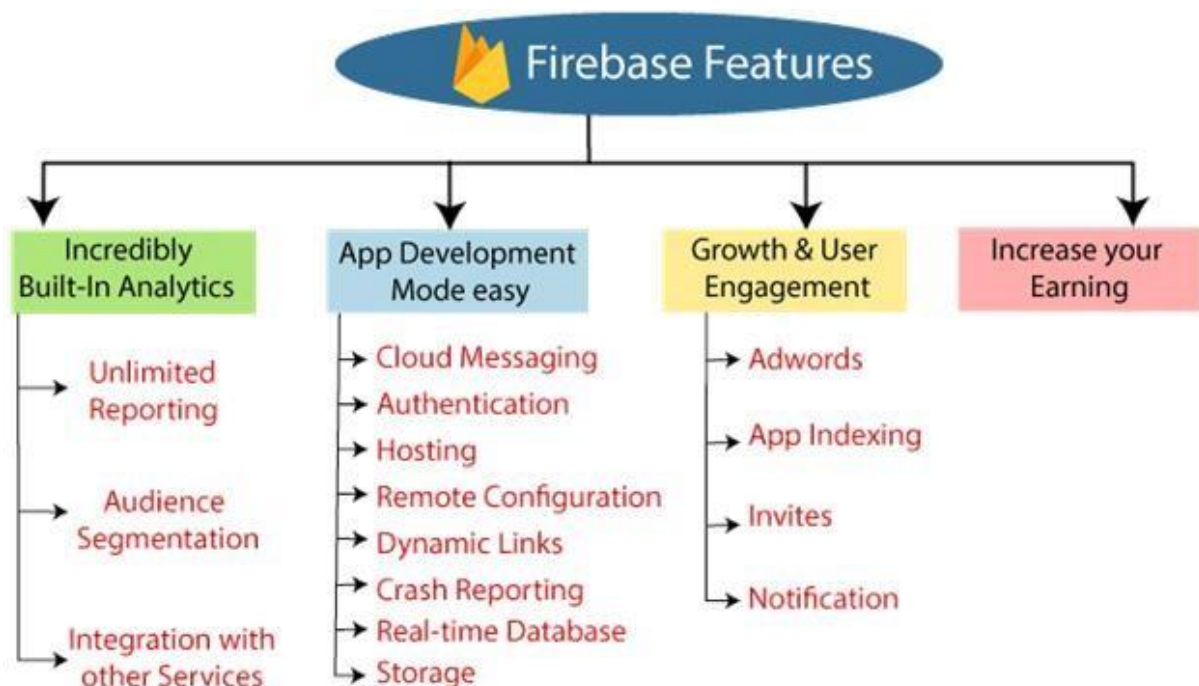 Firebase Features
Incredibly
Built-In Analytics
Unlimited
Reporting
Audience
Segmentation
Integration with
other Services
App Development
Mode easy
Cloud Messaging
Authentication
Hosting
Remote Configuration
Dynamic Links
Crash Reporting
Real-time Database
Storage
Growth & User
Engagement
Adwords
App Indexing
Invites
Notification
Increase your
Earning